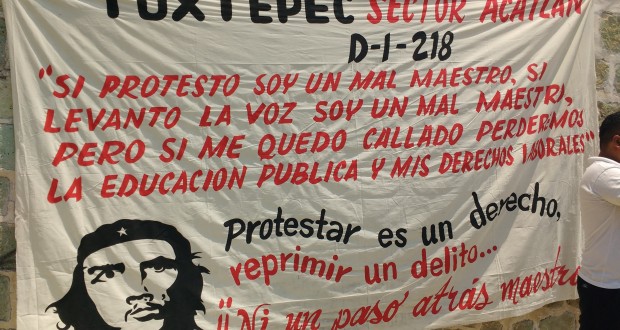 TUXTEPEC SECTOR ACATLAN
D-I-218
"SI PROTESTO SOY UN MAL MAESTRO, SI
LEVANTO LA VOZ SOY UN MAL MAESTRI,
PERO SI ME QUEDO CALLADO PERDEREMOS
LA EDUCACION PUBLICA Y MIS DERECHOS LABORALES"
Protestar es un derecho,
reprimir un delito...
"Ni un paso atrás maestro